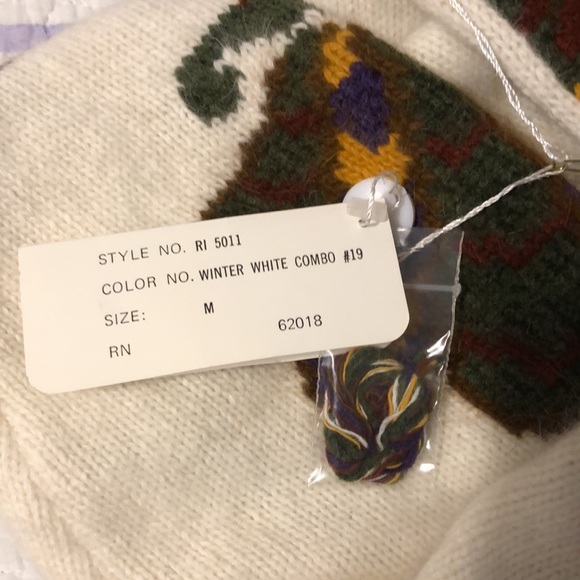 STYLE NO. RI 5011
COLOR NO. WINTER WHITE COMBO #19
SIZE: M
RN 62018